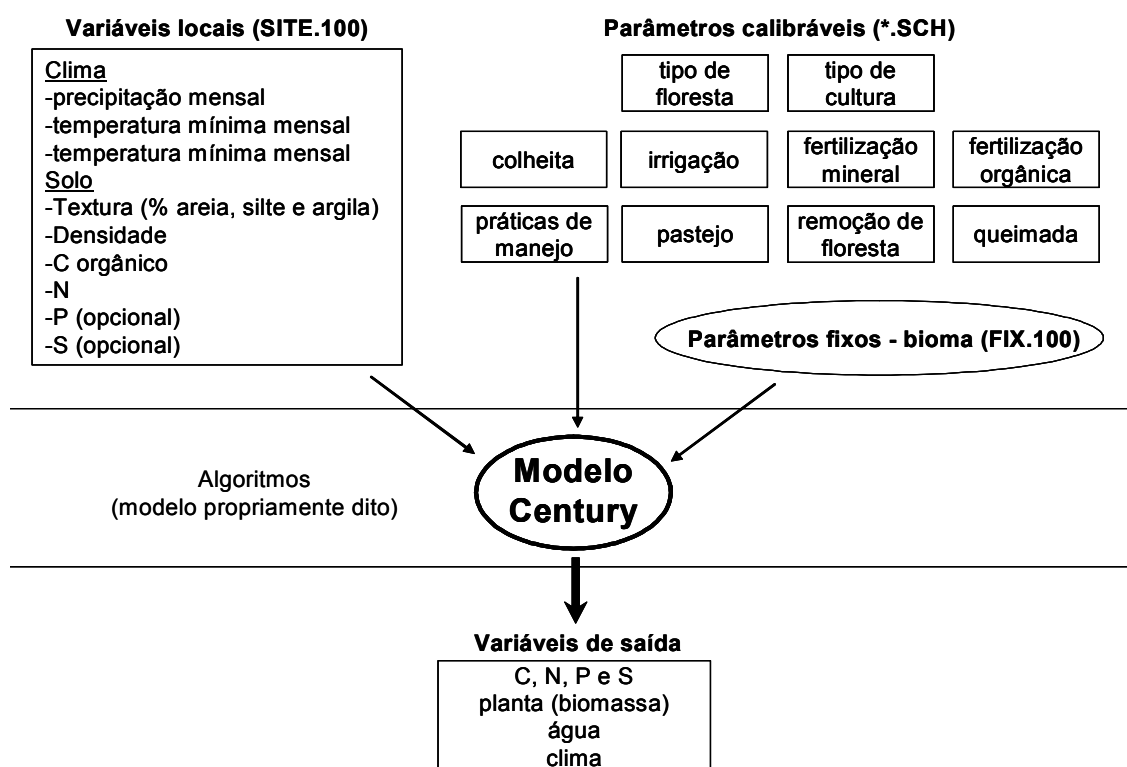 Variáveis locais (SITE.100)
Clima
-precipitação mensal
-temperatura mínima mensal
-temperatura mínima mensal
Solo
-Textura (% areia, silte e argila)
-Densidade
-C orgânico
-N
-P (opcional)
-S (opcional)
Parâmetros calibráveis (*.SCH)
tipo de
floresta
tipo de
cultura
colheita
irrigação
fertilização
mineral
fertilização
orgânica
práticas de
manejo
pastejo
remoção de
floresta
queimada
Parâmetros fixos - bioma (FIX.100)
Algoritmos
(modelo propriamente dito)
Modelo
Century
Variáveis de saída
C, N, P e S
planta (biomassa)
água
clima